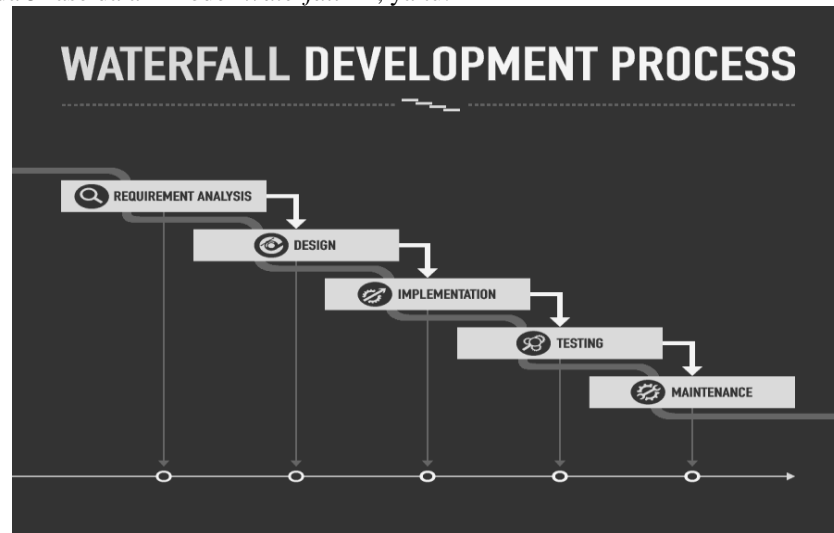 WATERFALL DEVELOPMENT PROCESS
REQUIREMENT ANALYSIS
DESIGN
IMPLEMENTATION
TESTING
MAINTENANCE